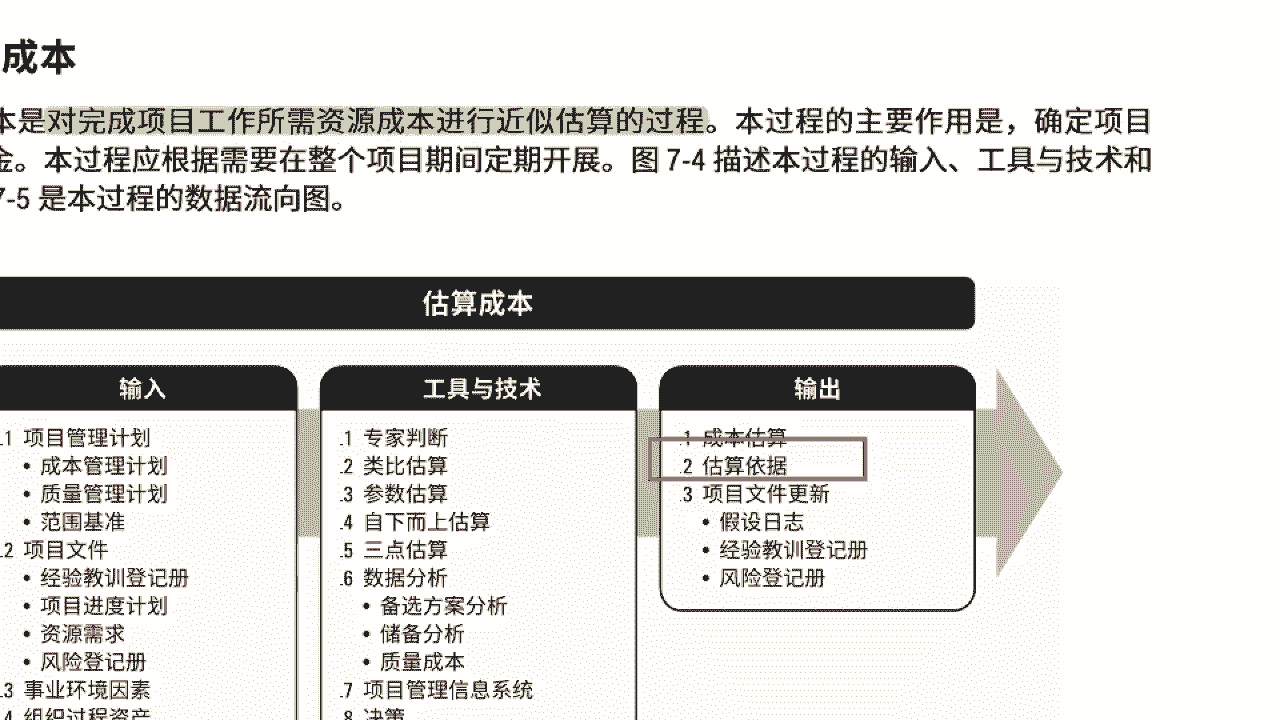 成本
本是对完成项目工作所需资源成本进行近似估算的过程。本过程的主要作用是，确定项目
金。本过程应根据需要在整个项目期间定期开展。图 7-4 描述本过程的输入、工具与技术和
7-5 是本过程的数据流向图。
估算成本
输入
.1 项目管理计划
• 成本管理计划
• 质量管理计划
• 范围基准
.2 项目文件
• 经验教训登记册
• 项目进度计划
• 资源需求
• 风险登记册
.3 事业环境因素
.4 组织过程资产
工具与技术
.1 专家判断
.2 类比估算
.3 参数估算
.4 自下而上估算
.5 三点估算
.6 数据分析
• 备选方案分析
• 储备分析
• 质量成本
.7 项目管理信息系统
.8 决策
输出
.1 成本估算
.2 估算依据
.3 项目文件更新
• 假设日志
• 经验教训登记册
• 风险登记册